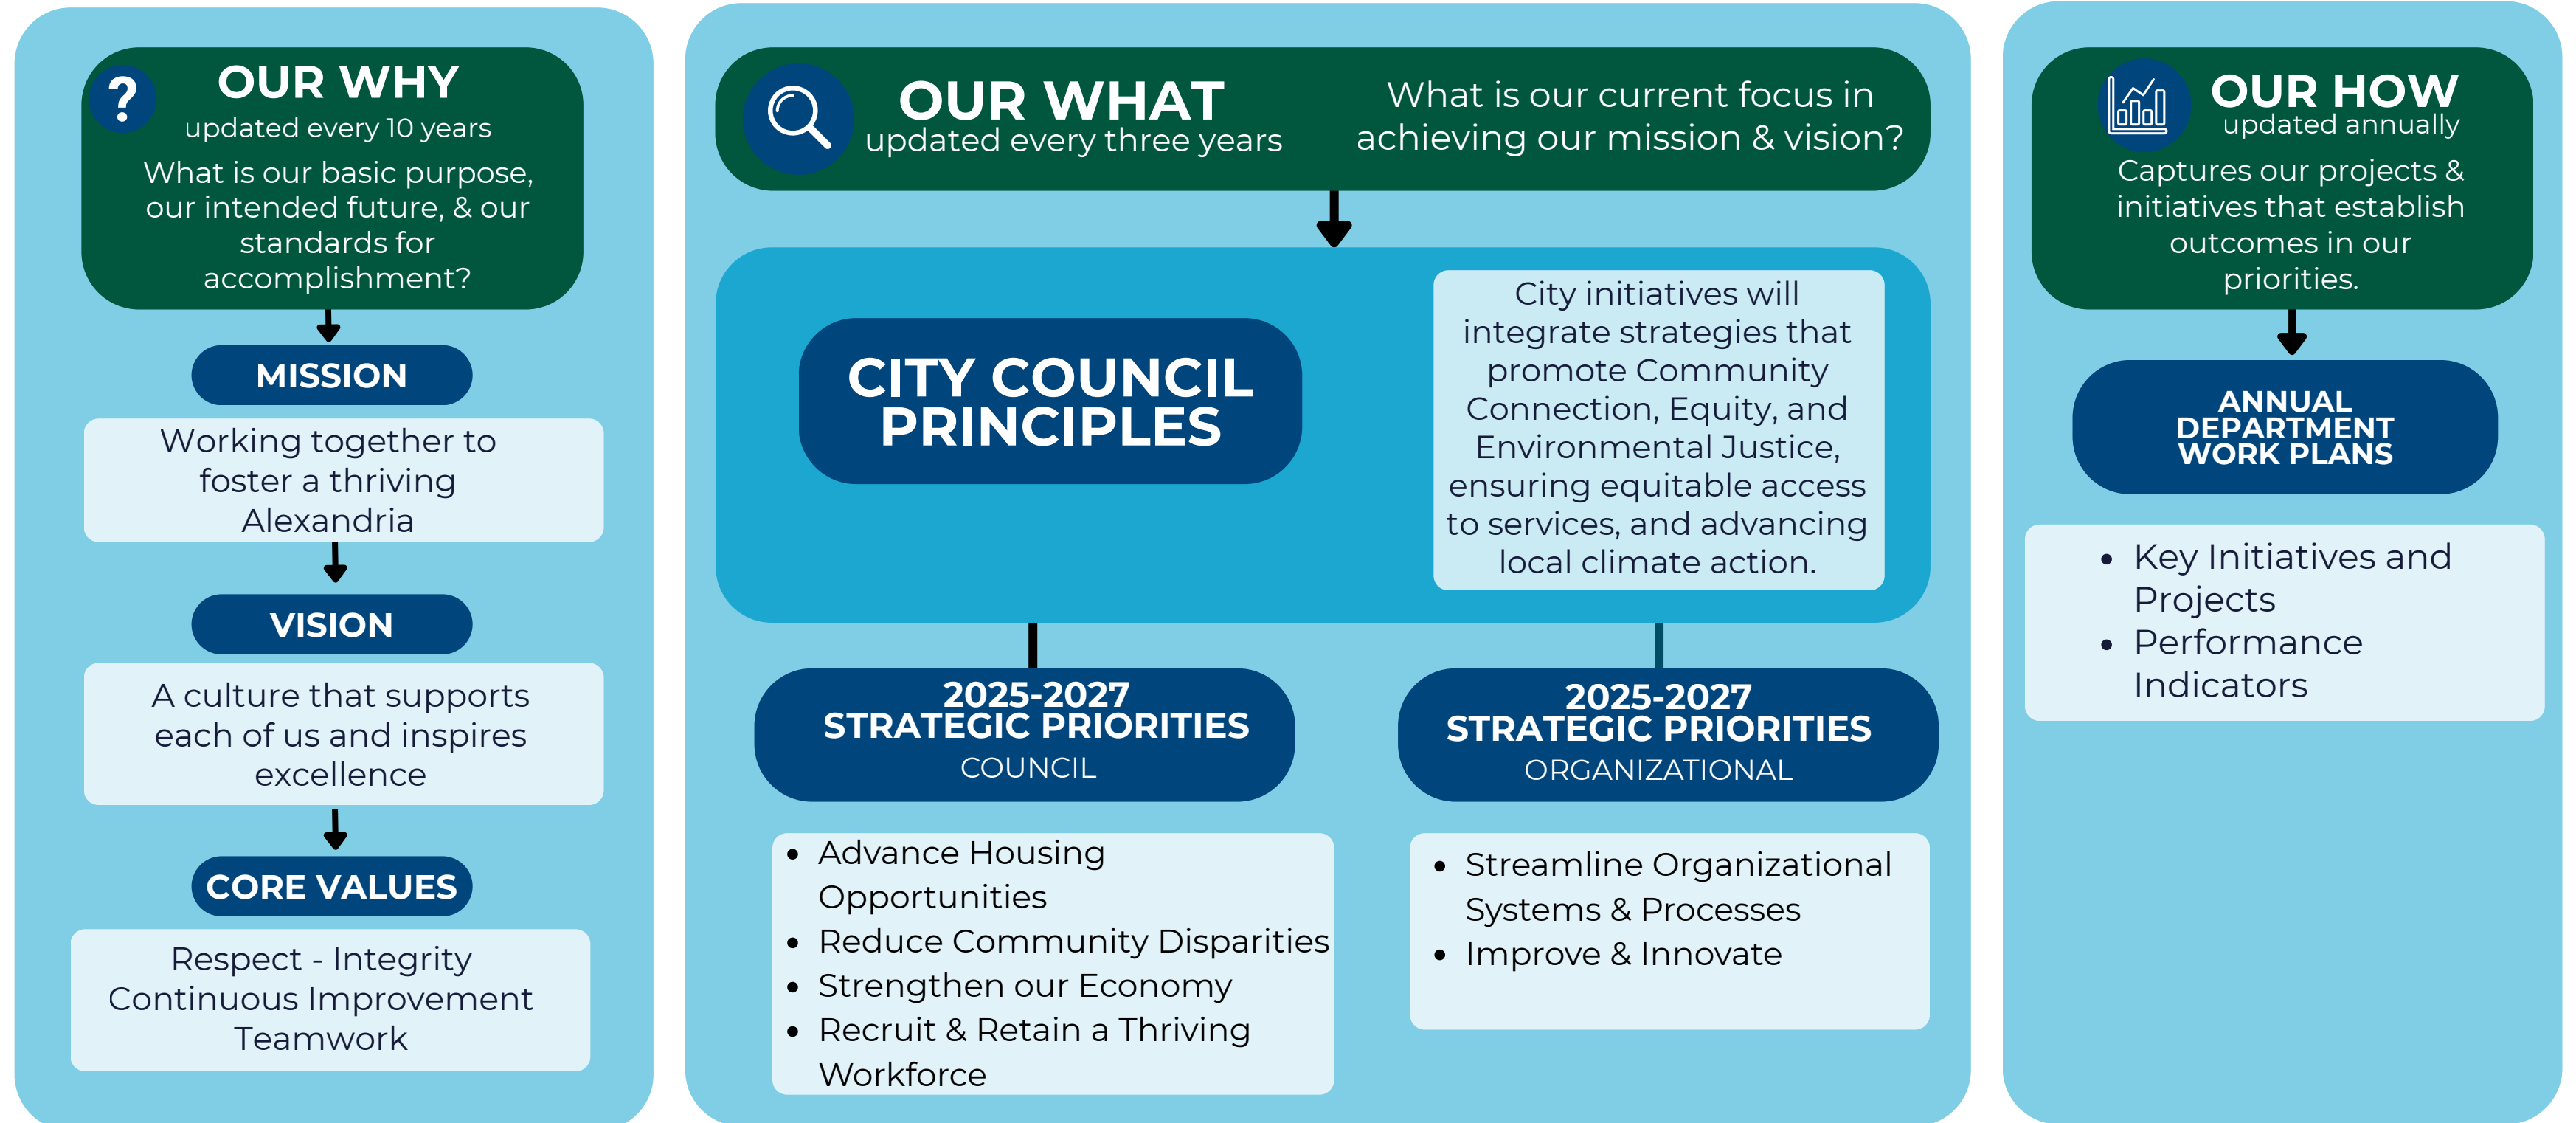 ?
OUR WHY
updated every 10 years
What is our basic purpose,
our intended future, & our
standards for
accomplishment?
MISSION
Working together to
foster a thriving
Alexandria
VISION
A culture that supports
each of us and inspires
excellence
CORE VALUES
Respect - Integrity
Continuous Improvement
Teamwork
OUR WHAT
updated every three years
What is our current focus in
achieving our mission & vision?
CITY COUNCIL
PRINCIPLES
City initiatives will
integrate strategies that
promote Community
Connection, Equity, and
Environmental Justice,
ensuring equitable access
to services, and advancing
local climate action.
2025-2027
STRATEGIC PRIORITIES
COUNCIL
• Advance Housing
Opportunities
• Reduce Community Disparities
• Strengthen our Economy
• Recruit & Retain a Thriving
Workforce
2025-2027
STRATEGIC PRIORITIES
ORGANIZATIONAL
• Streamline Organizational
Systems & Processes
• Improve & Innovate
OUR HOW
updated annually
Captures our projects &
initiatives that establish
outcomes in our
priorities.
ANNUAL
DEPARTMENT
WORK PLANS
• Key Initiatives and
Projects
• Performance
Indicators